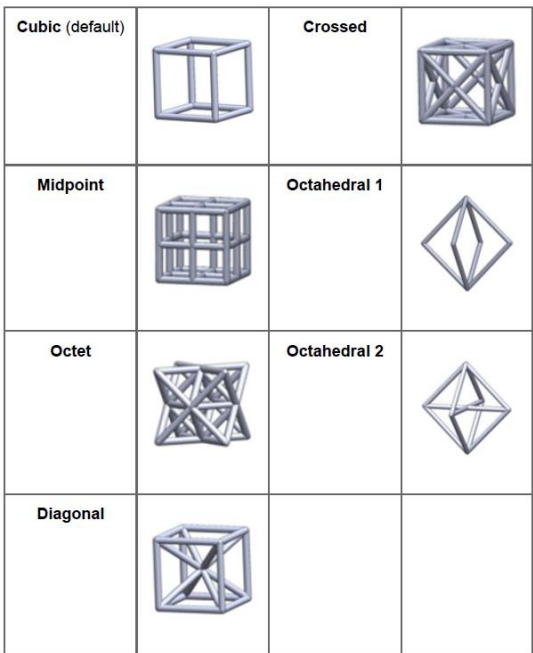 Cubic (default)
Crossed
Midpoint
Octahedral 1
Octet
Octahedral 2
Diagonal